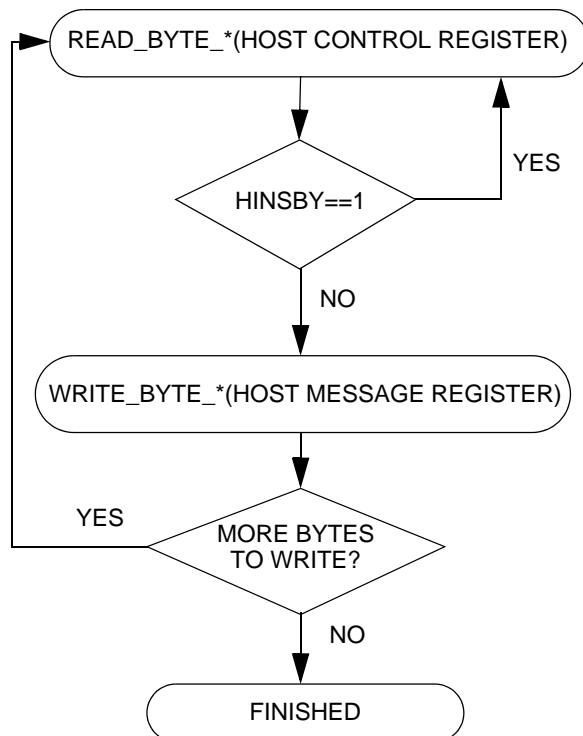 READ_BYTE_*(HOST CONTROL REGISTER)
YES
HINSBY==1
NO
WRITE_BYTE_*(HOST MESSAGE REGISTER)
YES
MORE BYTES
TO WRITE?
NO
FINISHED